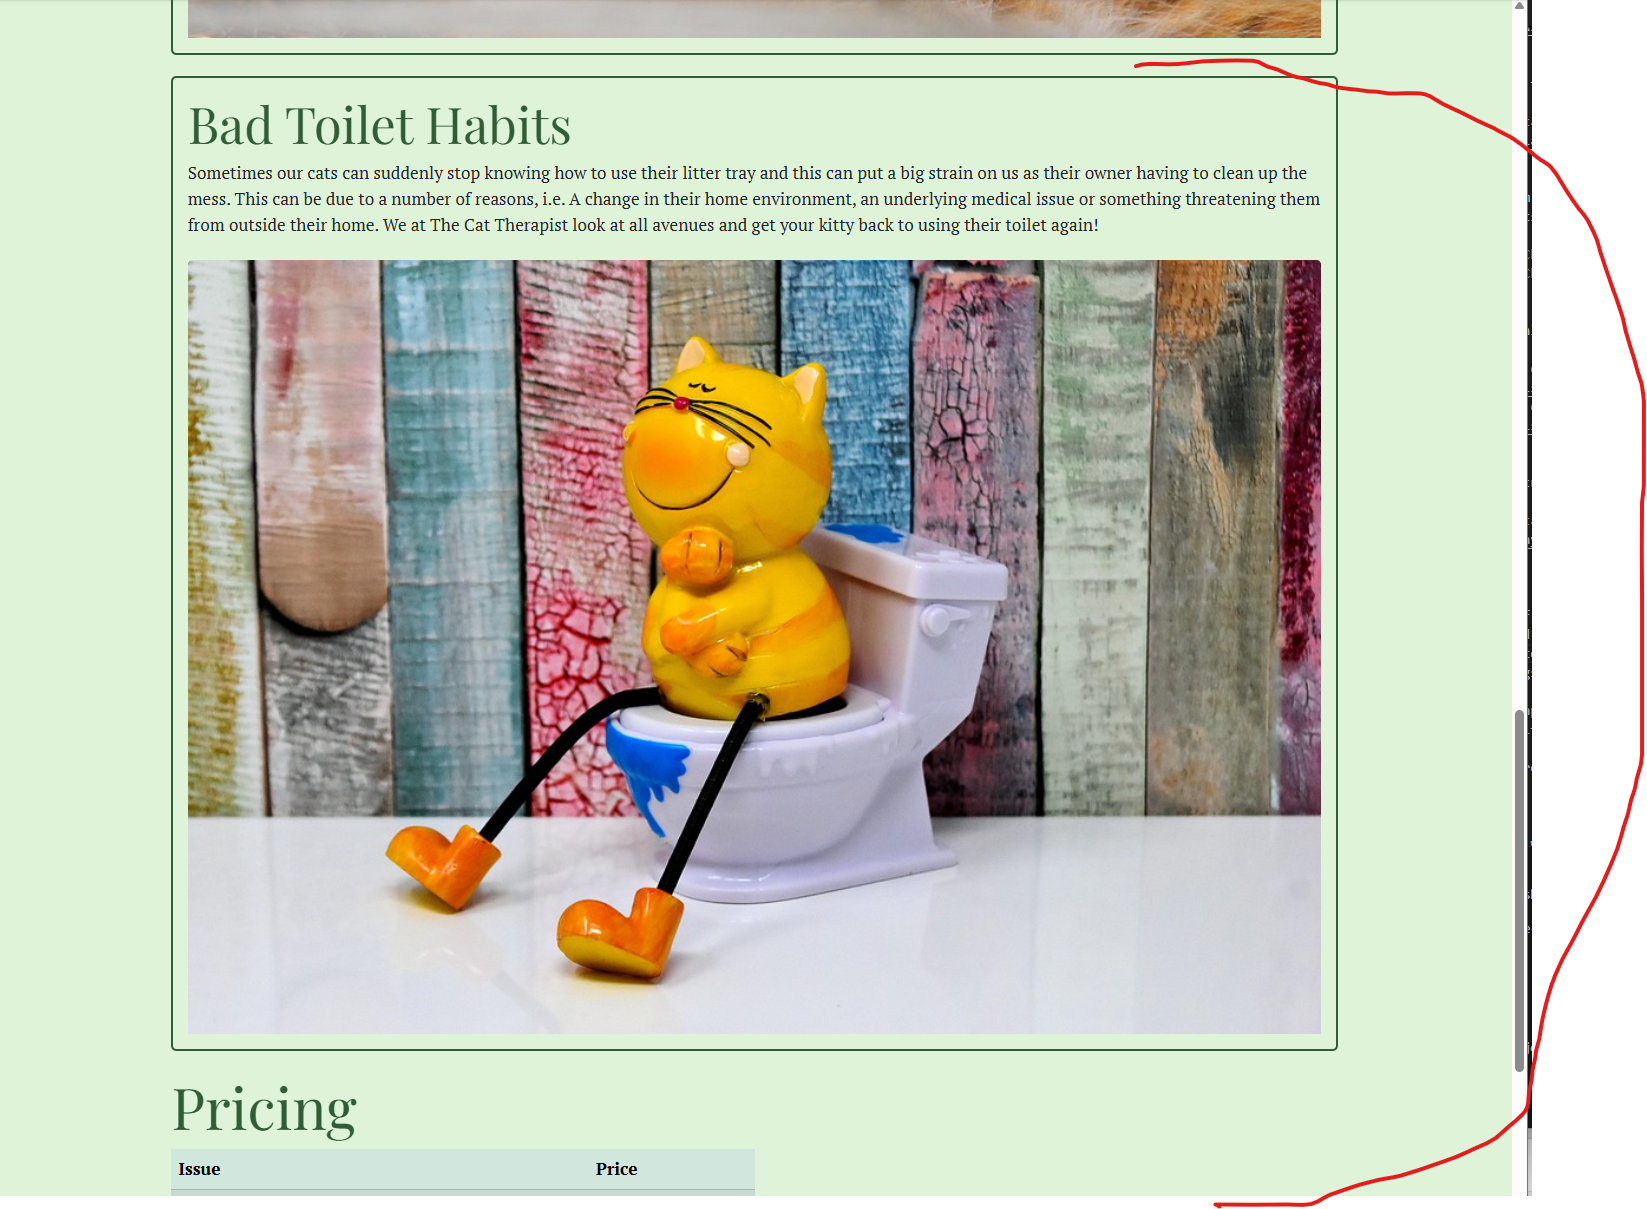 Bad Toilet Habits
Sometimes our cats can suddenly stop knowing how to use their litter tray and this can put a big strain on us as their owner having to clean up the
mess. This can be due to a number of reasons, i.e. A change in their home environment, an underlying medical issue or something threatening them
from outside their home. We at The Cat Therapist look at all avenues and get your kitty back to using their toilet again!
Pricing
Issue Price